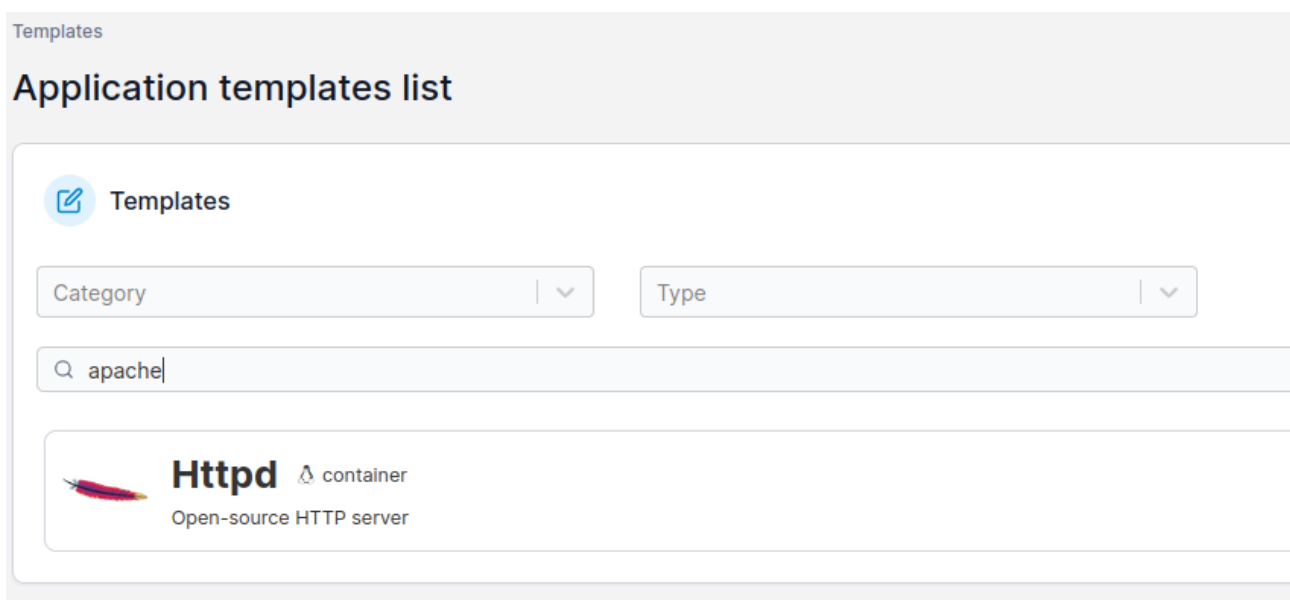 Templates
Application templates list
Templates
Category
Type
apache
Httpd container
Open-source HTTP server